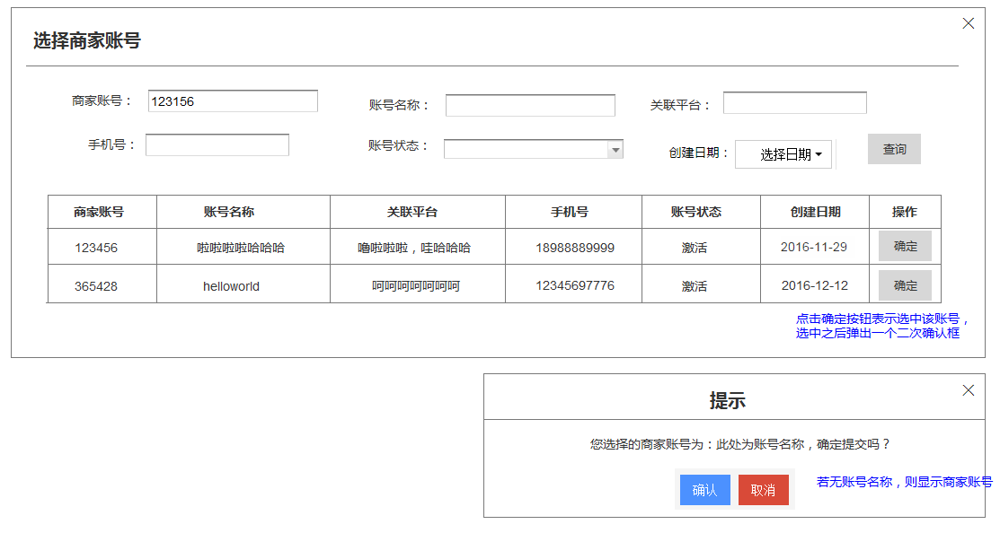 选择商家账号
商家账号： 123156 账号名称： 关联平台：
手机号： 账号状态： 创建日期： 选择日期 查询
商家账号 账号名称 关联平台 手机号 账号状态 创建日期 操作
123456 啦啦啦啦哈哈哈 噜啦啦啦，哇哈哈哈 18988889999 激活 2016-11-29 确定
365428 helloworld 呵呵呵呵呵呵呵 12345697776 激活 2016-12-12 确定
点击确定按钮表示选中该账号，
选中之后弹出一个二次确认框
提示
您选择的商家账号为：此处为账号名称，确定提交吗？
确认 取消 若无账号名称，则显示商家账号